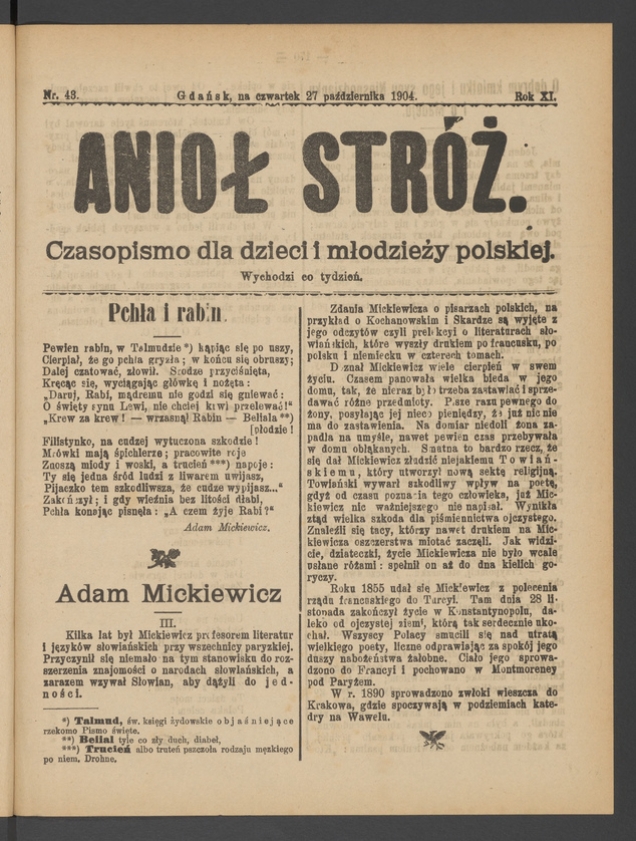 Nr. 43. Gdańsk, na czwartek 27 października 1904. Rok XI.
ANIOŁ STRÓŻ.
Czasopismo dla dzieci i młodzieży polskiej.
Wychodzi co tydzień.
Pchła i rabin.
Pewien rabin, w Talmudzie *) kąpiąc się po uszy,
Cierpiał, że go pchła gryzła; w końcu się obruszy;
Dalej czatować, złowił. Srodze przyciśnięta,
Kręcąc się, wyciągając główkę i nożęta:
„Daruj, Rabi, mądremu nie godzi się gniewać:
O święty synu Lewi, nie chciej krwi przelewać!“
„Krew za krew! — wrzasnął Rabin — Beliala **)
[płodzie!
Filistynko, na cudzej wytuczona szkodzie!
Mrówki mają śpichlerze; pracowite roje
Znoszą miody i woski, a trucień ***) napoje:
Ty się jedna śród ludzi z liwarem uwijasz,
Pijaczko tem szkodliwsza, że cudze wypijasz...“
Zakończył; i gdy więźnia bez litości dłabi,
Pchła konając pisnęła: „A czem żyje Rabi?“
Adam Mickiewicz.
Adam Mickiewicz
III.
Kilka lat był Mickiewicz profesorem literatur
i języków słowiańskich przy wszechnicy paryzkiej.
Przyczynił się niemało na tym stanowisku do roz-
szerzenia znajomości o narodach słowiańskich, a
zarazem wzywał Słowian, aby dążyli do jed-
ności.
*) Talmud, św. księgi żydowskie objaśniające
rzekomo Pismo święte.
**) Belial tyle co zły duch, diabeł,
***) Trucień albo truteń pszczoła rodzaju męzkiego
po niem. Drohne.
Zdania Mickiewicza o pisarzach polskich, na
przykład o Kochanowskim i Skardze są wyjęte z
jego odczytów czyli prelekcyi o literaturach sło-
wiańskich, które wyszły drukiem po francusku, po
polsku i niemiecku w czterech tomach.
Doznał Mickiewicz wiele cierpień w swem
życiu. Czasem panowała wielka bieda w jego
domu, tak, że nieraz było trzeba zastawiać i sprze-
dawać różne przedmioty. Pisze razu pewnego do
żony, posyłając jej nieco pieniędzy, że już nic nie
ma do zastawienia. Na domiar niedoli żona za-
padła na umyśle, nawet pewien czas przebywała
w domu obłąkanych. Smutna to bardzo rzecz, że
się dał Mickiewicz złudzić niejakiemu Towiań-
skiemu, który utworzył nową sektę religijną.
Towiański wywarł szkodliwy wpływ na poetę,
gdyż od czasu poznania tego człowieka, już Mic-
kiewicz nic ważniejszego nie napisał. Wynikła
ztąd wielka szkoda dla piśmiennictwa ojczystego.
Znaleźli się tacy, którzy nawet drukiem na Mic-
kiewicza oszczerstwa miotać zaczęli. Jak widzi-
cie, dziateczki, życie Mickiewicza nie było wcale
usłane różami: spełnił on aż do dna kielich go-
ryczy.
Roku 1855 udał się Mickiewicz z polecenia
rządu francuskiego do Turcyi. Tam dnia 28 li-
stopada zakończył życie w Konstantynopolu, da-
leko od ojczystej ziemi, którą tak serdecznie uko-
chał. Wszyscy Polacy smucili się nad utratą
wielkiego poety, liczne odprawiając za spokój jego
duszy nabożeństwa żałobne. Ciało jego sprowa-
dzono do Francyi i pochowano w Montmoreney
pod Paryżem.
W r. 1890 sprowadzono zwłoki wieszcza do
Krakowa, gdzie spoczywają w podziemiach kate-
dry na Wawelu.